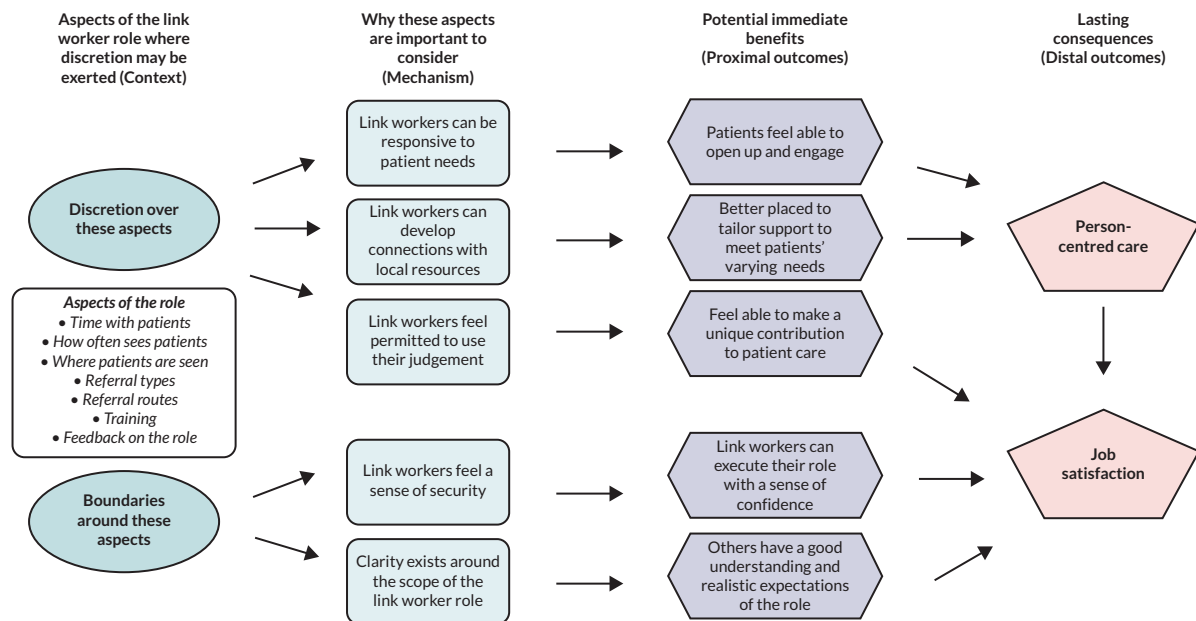 Aspects of the link
worker role where
discretion may be
exerted (Context)
Why these aspects
are important to
consider
(Mechanism)
Potential immediate
benefits
(Proximal outcomes)
Lasting
consequences
(Distal outcomes)
Discretion over
these aspects
Aspects of the role
• Time with patients
• How often sees patients
• Where patients are seen
• Referral types
• Referral routes
• Training
• Feedback on the role
Boundaries
around these
aspects
Link workers can be
responsive to
patient needs
Link workers can
develop
connections with
local resources
Link workers feel
permitted to use
their judgement
Link workers feel a
sense of security
Clarity exists around
the scope of the
link worker role
Patients feel able to
open up and engage
Better placed to
tailor support to
meet patients’
varying needs
Feel able to make a
unique contribution
to patient care
Link workers can
execute their role
with a sense of
confidence
Others have a good
understanding and
realistic expectations
of the role
Person-
centred care
Job
satisfaction